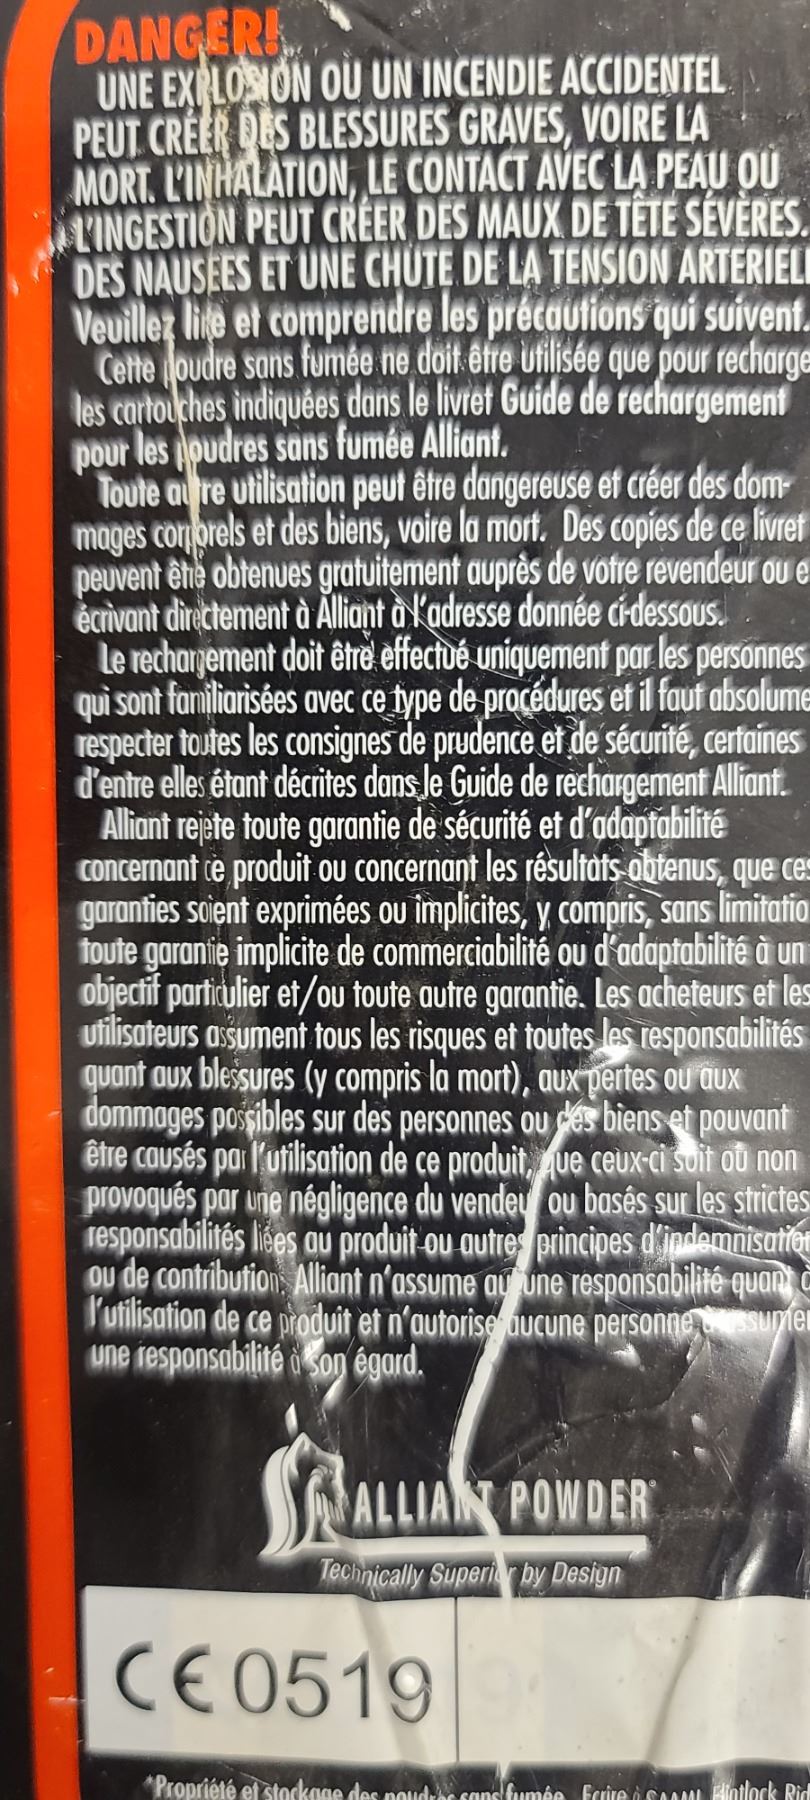 DANGER!
UNE EXPLOSION OU UN INCENDIE ACCIDENTEL
PEUT CRÉER DES BLESSURES GRAVES, VOIRE LA
MORT. L'INHALATION, LE CONTACT AVEC LA PEAU OU
L'INGESTION PEUT CRÉER DES MAUX DE TÊTE SÉVÈRES,
DES NAUSÉES ET UNE CHUTE DE LA TENSION ARTERIELL
Veuillez lire et comprendre les précautions qui suivent
Cette poudre sans fumée ne doit être utilisée que pour recharge
les cartouches indiquées dans le livret Guide de rechargement
pour les poudres sans fumée Alliant.
Toute autre utilisation peut être dangereuse et créer des dom-
mages corporels et des biens, voire la mort. Des copies de ce livret
peuvent être obtenues gratuitement auprès de votre revendeur ou e
écrivant directement à Alliant à l'adresse donnée ci-dessous.
Le rechargement doit être effectué uniquement par les personnes
qui sont familiarisées avec ce type de procédures et il faut absolume
respecter toutes les consignes de prudence et de sécurité, certaines
d'entre elles étant décrites dans le Guide de rechargement Alliant.
Alliant rejete toute garantie de sécurité et d'adaptabilité
concernant ce produit ou concernant les résultats obtenus, que ces
garanties soient exprimées ou implicites, y compris, sans limitatio
toute garantie implicite de commerciabilité ou d'adaptabilité à un
objectif particulier et/ou toute autre garantie. Les acheteurs et les
utilisateurs assument tous les risques et toutes les responsabilités
quant aux blessures (y compris la mort), aux pertes ou aux
dommages possibles sur des personnes ou des biens et pouvant
être causés par l'utilisation de ce produit, que ceux-ci soit ou non
provoqués par une négligence du vendeur ou basés sur les strictes
responsabilités liées au produit ou autres principes d'indemnisation
ou de contribution. Alliant n'assume aucune responsabilité quant
l'utilisation de ce produit et n'autorise aucune personne
une responsabilité à son égard.
ALLIANT POWDER®
Technically Superior by Design
CE 0519
*Propriété et stockage des poudres sans fumée. Ecrire à SAAMI Flintlock Rid